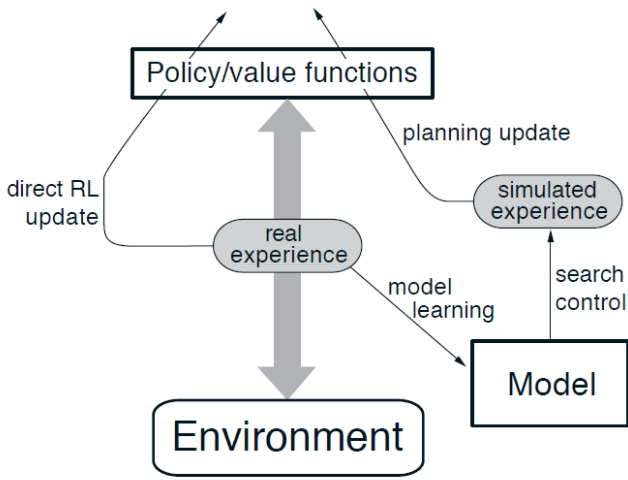 Policy/value functions
planning update
direct RL
update
simulated
experience
real
experience
model
learning
search
control
Model
Environment